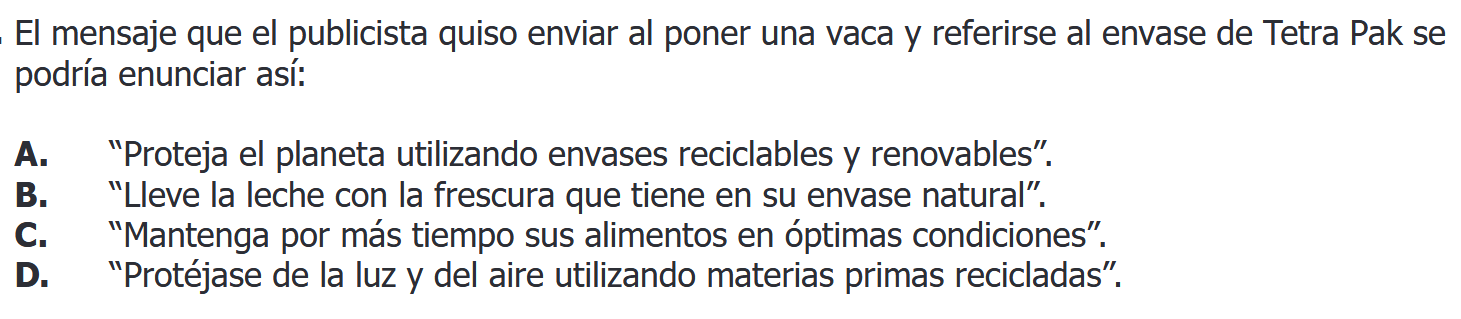 . El mensaje que el publicista quiso enviar al poner una vaca y referirse al envase de Tetra Pak se
podría enunciar así:
A. “Proteja el planeta utilizando envases reciclables y renovables”.
B. “Lleve la leche con la frescura que tiene en su envase natural”.
C. “Mantenga por más tiempo sus alimentos en óptimas condiciones”.
D. “Protéjase de la luz y del aire utilizando materias primas recicladas”.